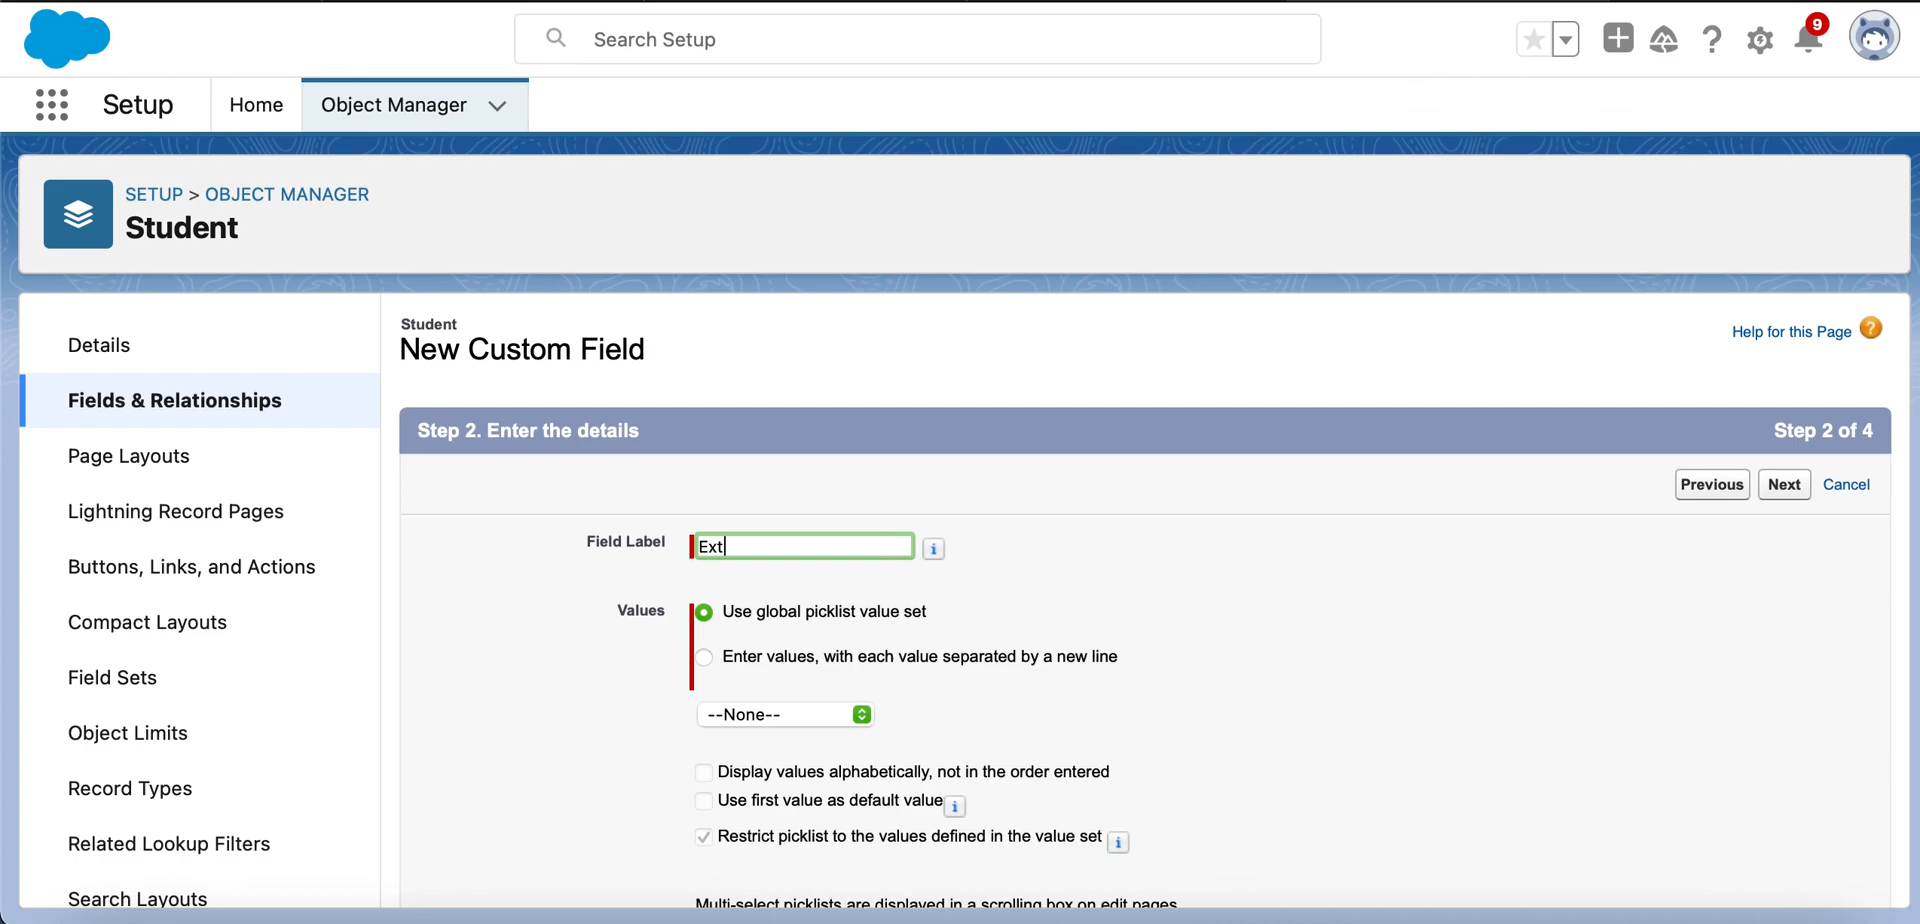 Search Setup
9
Setup
Home
Object Manager
SETUP > OBJECT MANAGER
Student
Details
Fields & Relationships
Page Layouts
Lightning Record Pages
Buttons, Links, and Actions
Compact Layouts
Field Sets
Object Limits
Record Types
Related Lookup Filters
Search Layouts
Student
New Custom Field
Help for this Page
Step 2. Enter the details
Step 2 of 4
Previous
Next
Cancel
Field Label
Ext
Values
Use global picklist value set
Enter values, with each value separated by a new line
--None--
Display values alphabetically, not in the order entered
Use first value as default value
Restrict picklist to the values defined in the value set
Multi-select picklists are displayed in a scrolling box on edit pages.